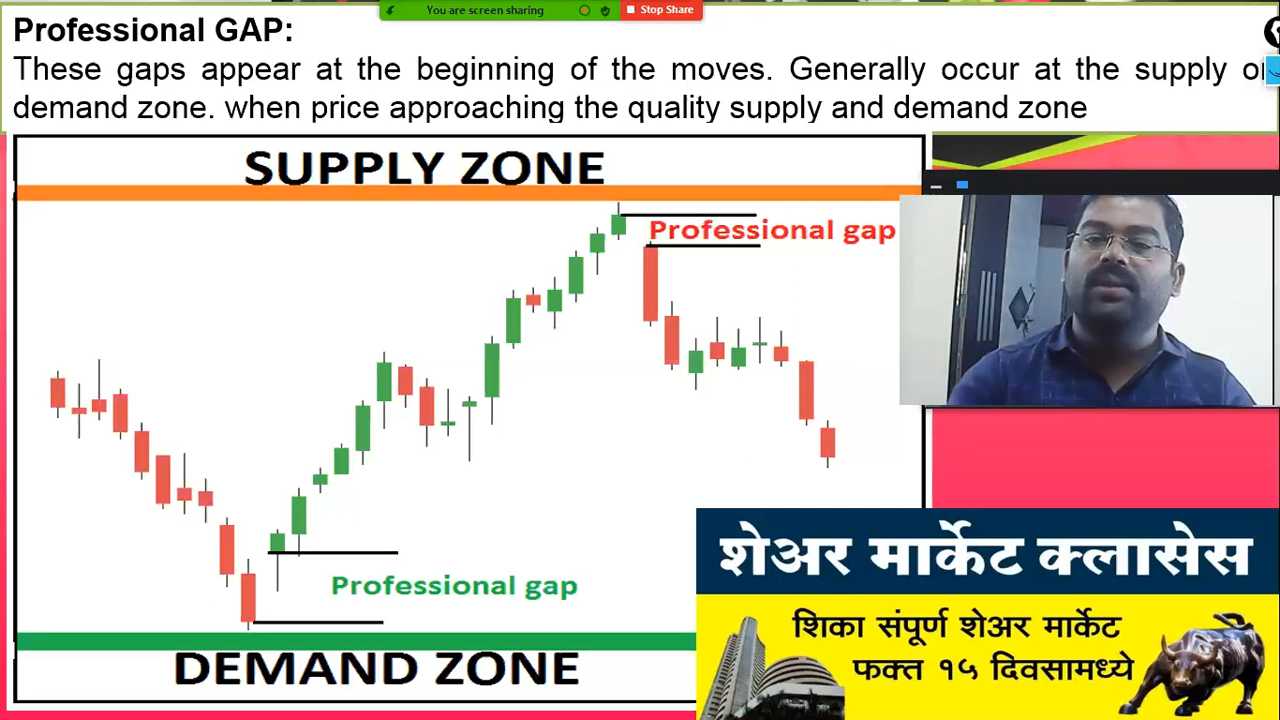 You are screen sharing
Stop Share
Professional GAP:
These gaps appear at the beginning of the moves. Generally occur at the supply or
demand zone. when price approaching the quality supply and demand zone
SUPPLY ZONE
Professional gap
Professional gap
DEMAND ZONE
शेअर मार्केट क्लासेस
शिका संपूर्ण शेअर मार्केट
फक्त १५ दिवसामध्ये